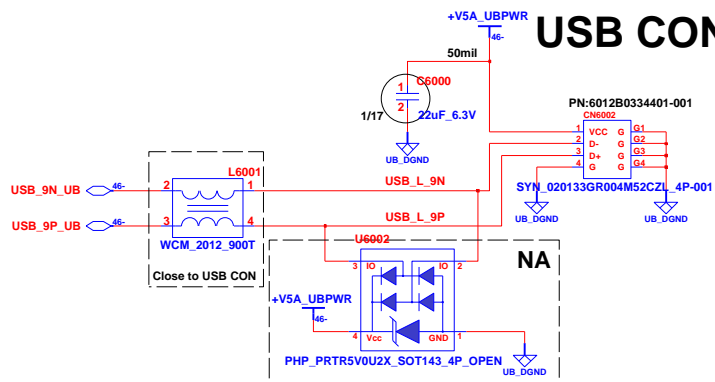 +V5A_UBPWR
46-
USB CON
50mil
C6000
1
2
1/17
22uF_6.3V
UB_DGND
PN:6012B0334401-001
CN6002
1 VCC G G1
2 D- G G2
3 D+ G G3
4 G G G4
SYN_020133GR004M52CZL_4P-001
UB_DGND
UB_DGND
L6001
USB_9N_UB 46- 2 1 USB_L_9N
USB_9P_UB 46- 3 4 USB_L_9P
WCM_2012_900T
Close to USB CON
U6002
NA
3 IO IO 2
+V5A_UBPWR
46-
4 Vcc GND 1
PHP_PRTR5V0U2X_SOT143_4P_OPEN
UB_DGND